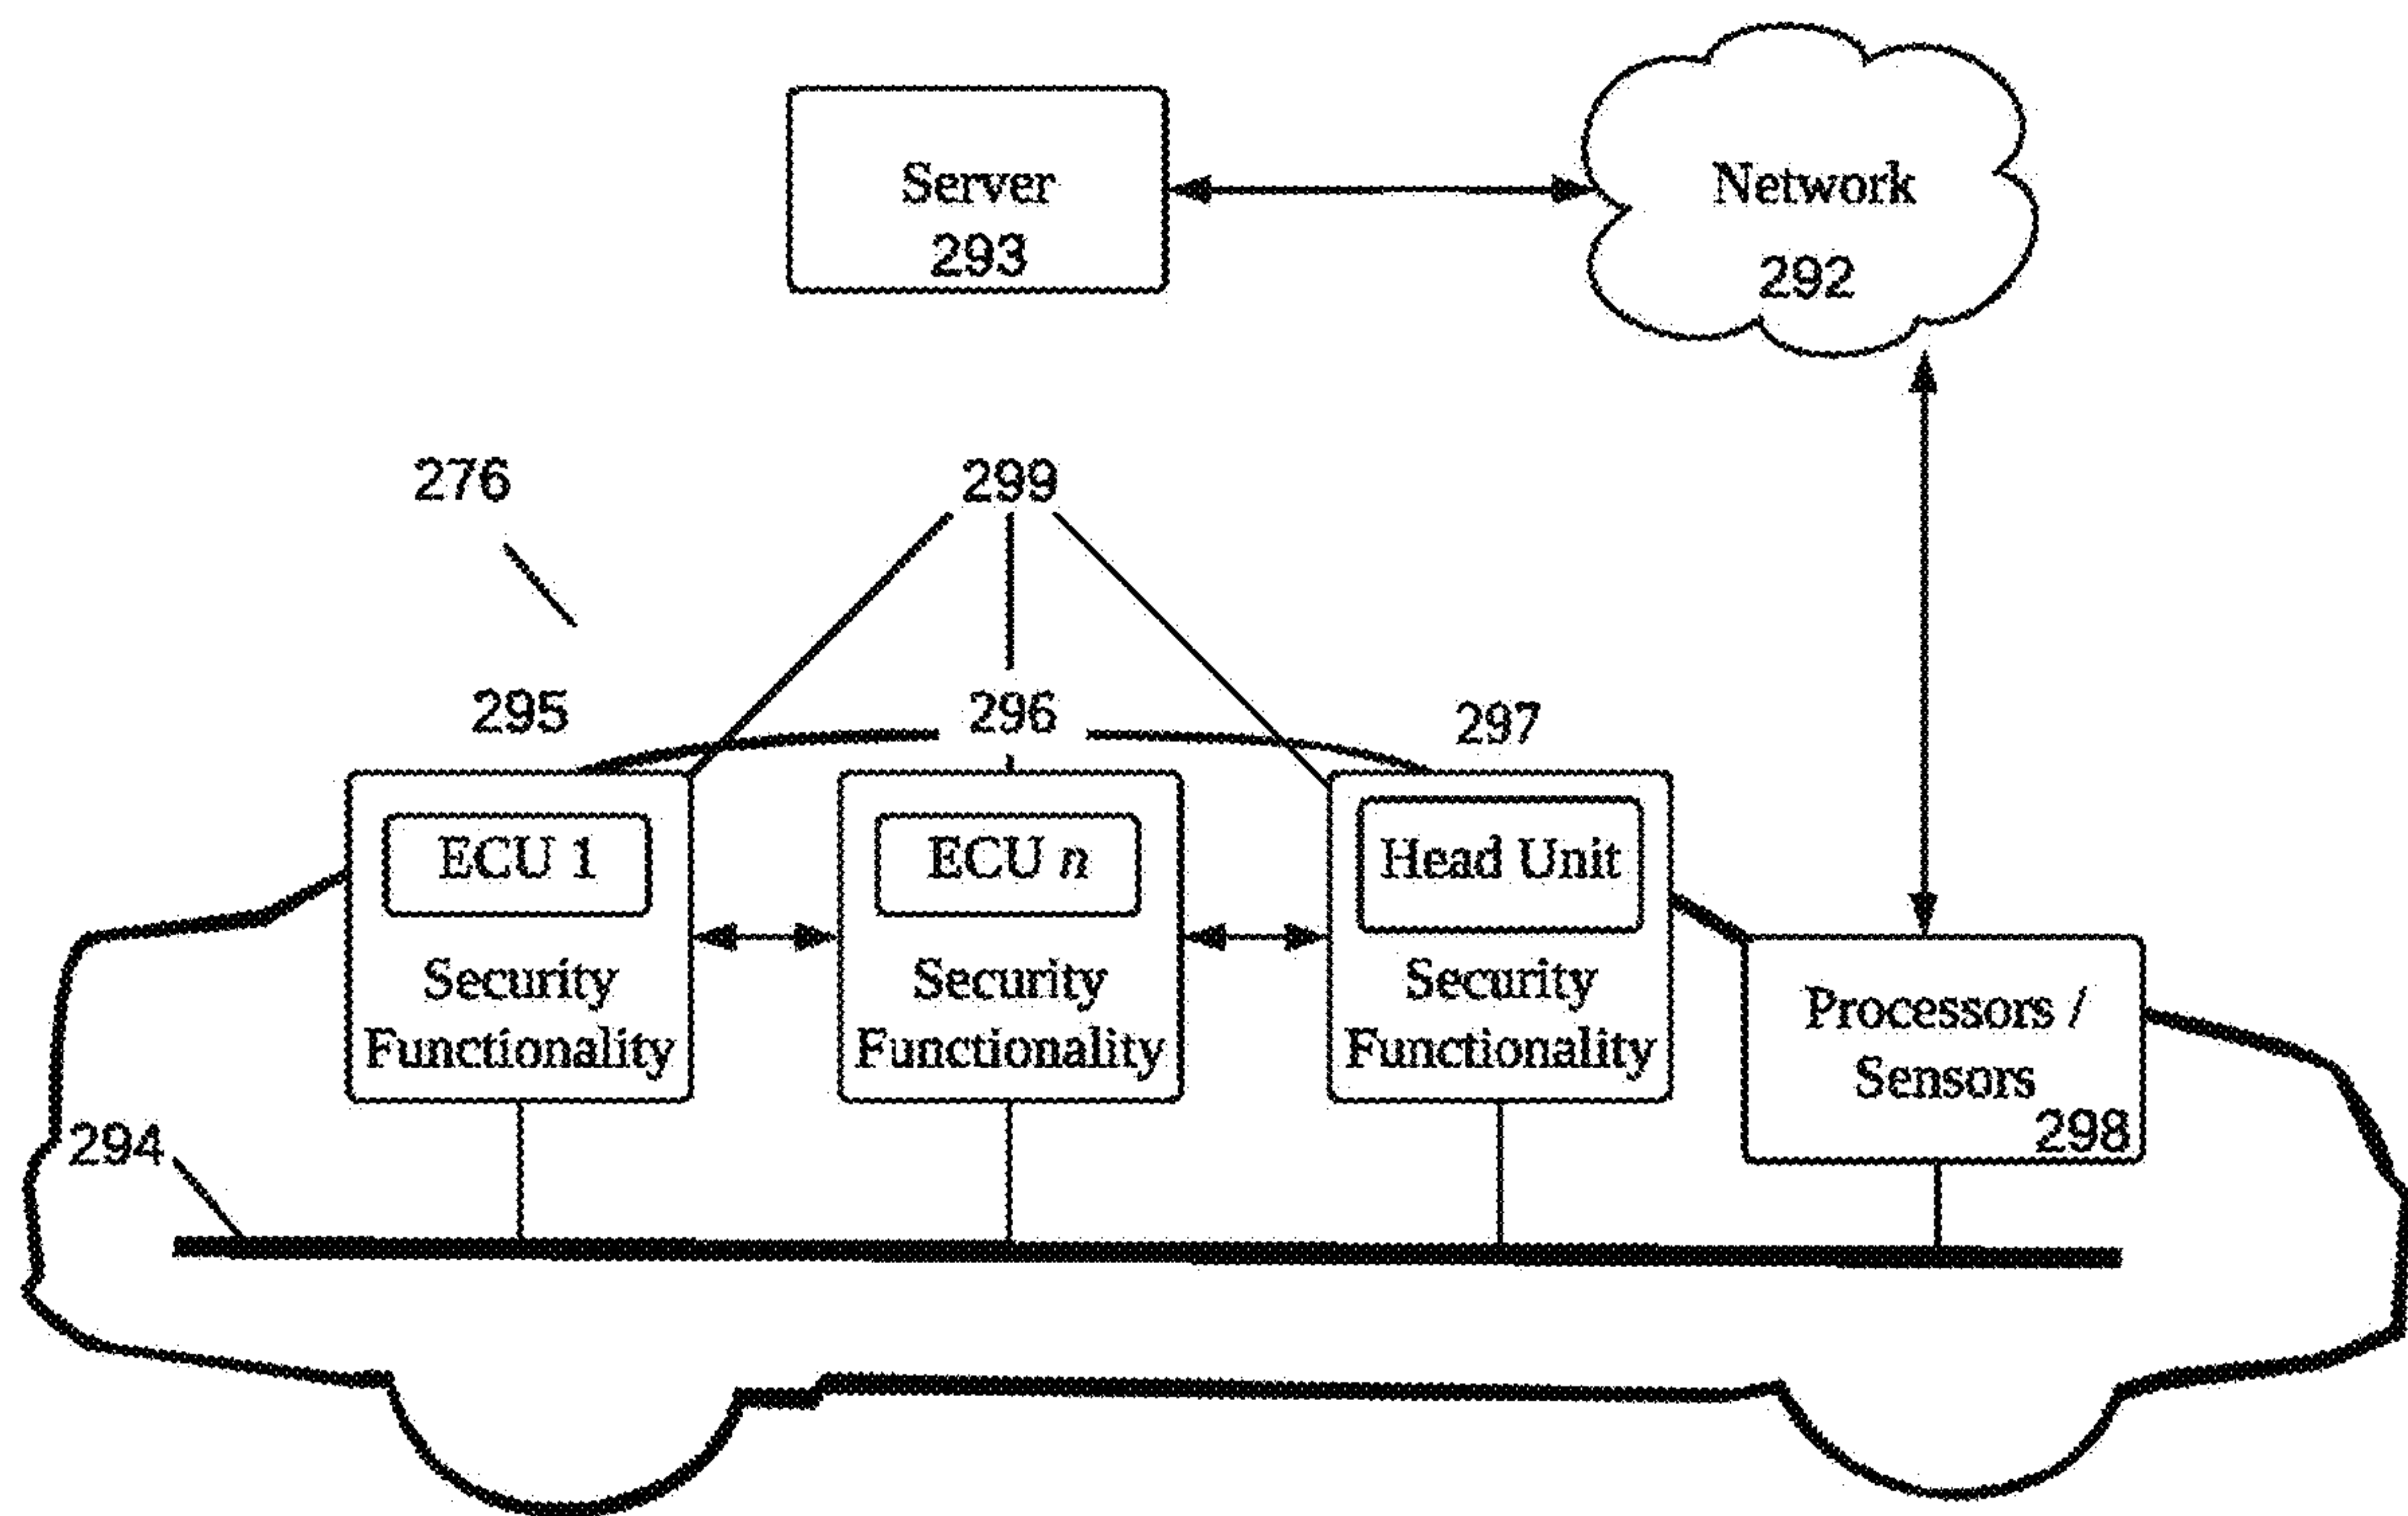 Server
293
Network
292
276
299
295
296
297
ECU 1
Security
Functionality
ECU n
Security
Functionality
Head Unit
Security
Functionality
Processors /
Sensors
298
294